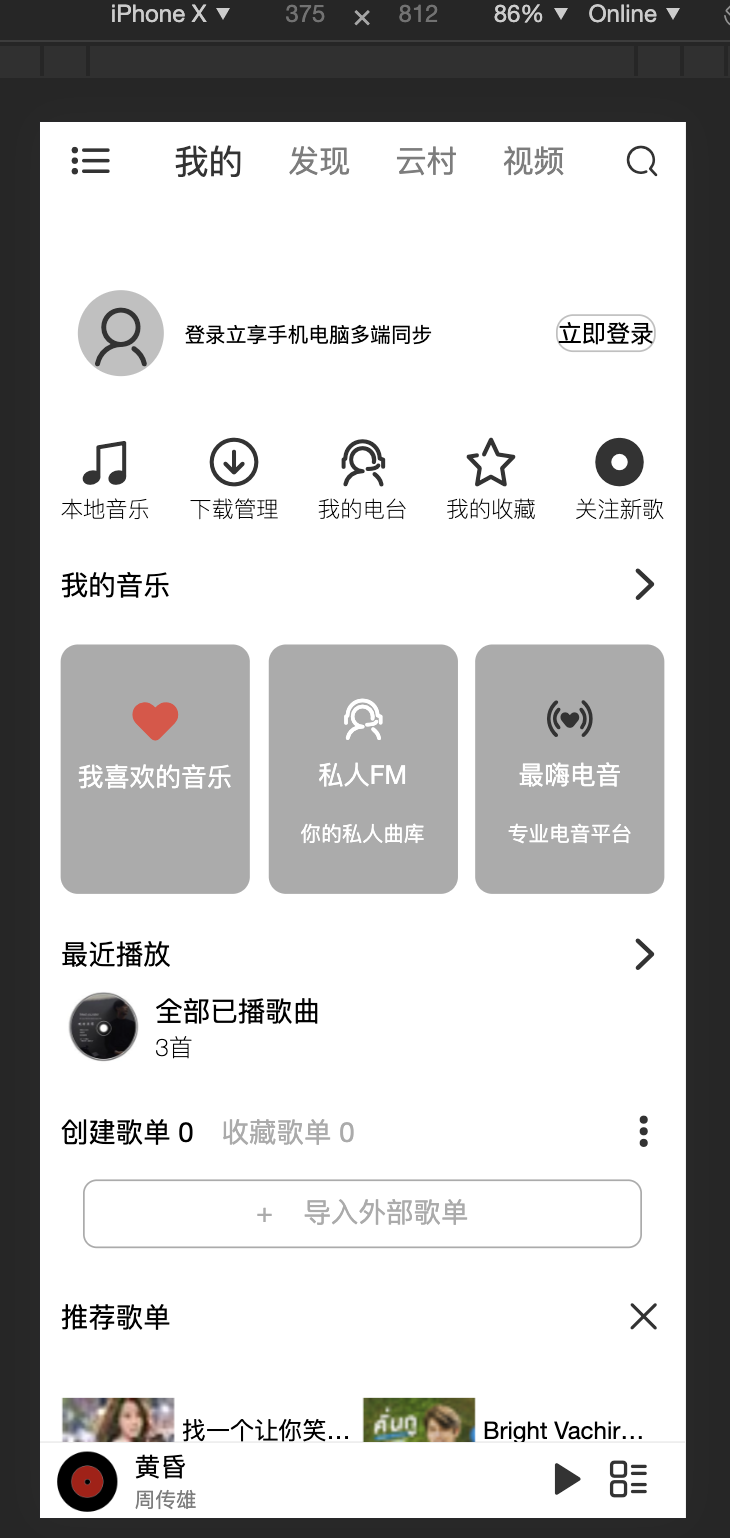 iPhone X ▼ 375 × 812 86% ▼ Online ▼
我的 发现 云村 视频
登录立享手机电脑多端同步 立即登录
本地音乐 下载管理 我的电台 我的收藏 关注新歌
我的音乐
我喜欢的音乐 私人FM 最嗨电音
你的私人曲库 专业电音平台
最近播放
全部已播歌曲
3首
创建歌单 0 收藏歌单 0
+ 导入外部歌单
推荐歌单
คั่นกู
找一个让你笑... Bright Vachir...
黄昏
周传雄